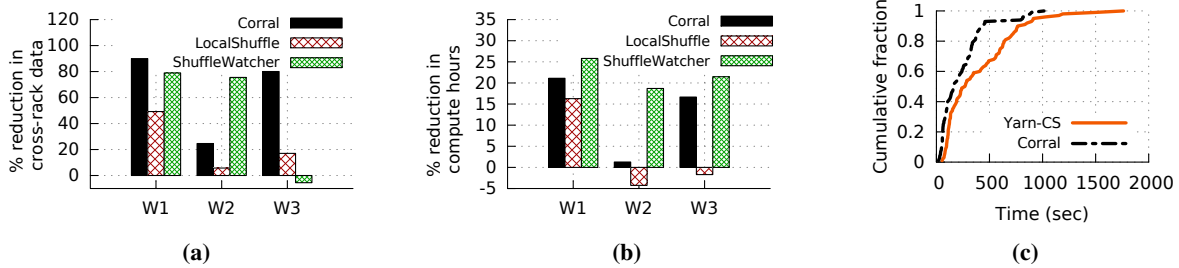 % reduction in
cross-rack data
120
100
80
60
40
20
0
Corral
LocalShuffle
ShuffleWatcher
W1 W2 W3
(a)
% reduction in
compute hours
35
30
25
20
15
10
5
0
-5
Corral
LocalShuffle
ShuffleWatcher
W1 W2 W3
(b)
Cumulative fraction
1
0.8
0.6
0.4
0.2
0
Yarn-CS
Corral
0 500 1000 1500 2000
Time (sec)
(c)